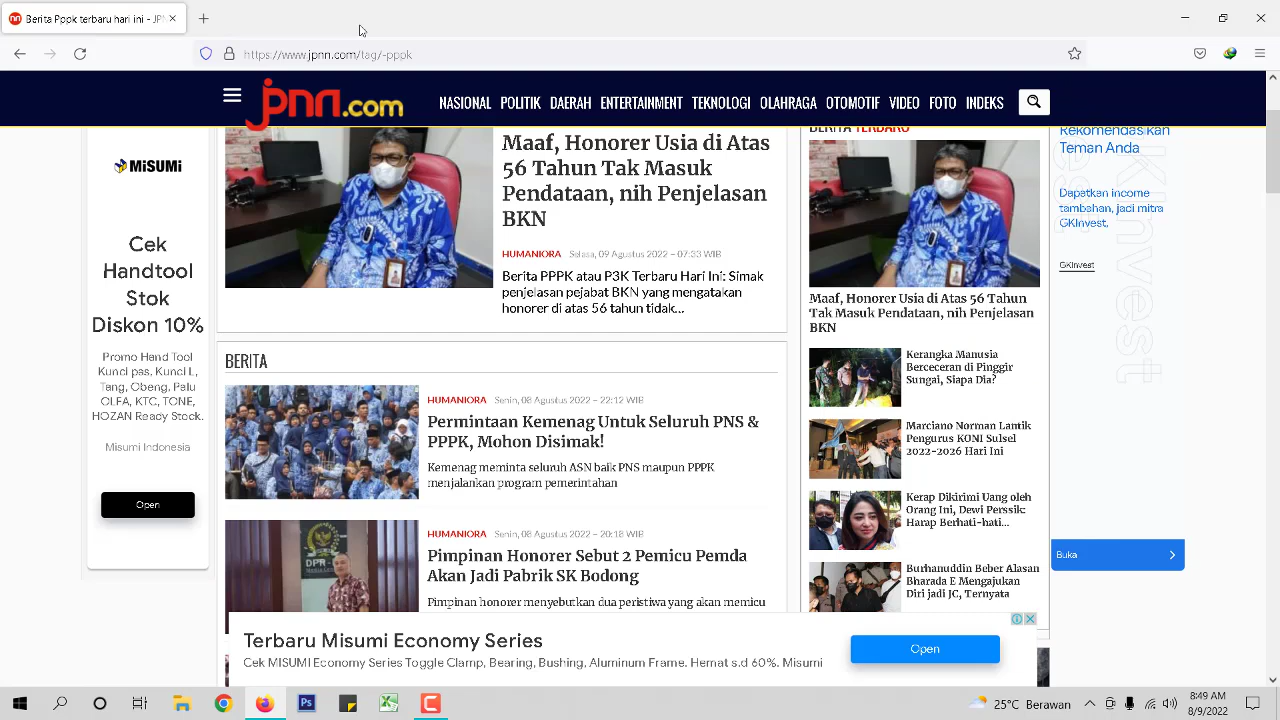 Berita Pppk terbaru hari ini - JPN
https://www.jpnn.com/tag/-pppk
jpnn.com
NASIONAL POLITIK DAERAH ENTERTAINMENT TEKNOLOGI OLAHRAGA OTOMOTIF VIDEO FOTO INDEKS
MiSUMi
Cek
Handtool
Stok
Diskon 10%
Promo Hand Tool
Kunci pas, Kunci L,
Tang, Obeng, Palu
OLFA, KTC, TONE,
HOZAN Ready Stock.
Misumi Indonesia
Open
Maaf, Honorer Usia di Atas
56 Tahun Tak Masuk
Pendataan, nih Penjelasan
BKN
HUMANIORA Selasa, 09 Agustus 2022 – 07:33 WIB
Berita PPPK atau P3K Terbaru Hari Ini: Simak
penjelasan pejabat BKN yang mengatakan
honorer di atas 56 tahun tidak...
BERITA
HUMANIORA Senin, 08 Agustus 2022 – 22:12 WIB
Permintaan Kemenag Untuk Seluruh PNS &
PPPK, Mohon Disimak!
Kemenag meminta seluruh ASN baik PNS maupun PPPK
menjalankan program pemerintahan
DPR-
HUMANIORA Senin, 08 Agustus 2022 – 20:18 WIB
Pimpinan Honorer Sebut 2 Pemicu Pemda
Akan Jadi Pabrik SK Bodong
Pimpinan honorer menyebutkan dua peristiwa yang akan memicu
BERITA TERBARU
Maaf, Honorer Usia di Atas 56 Tahun
Tak Masuk Pendataan, nih Penjelasan
BKN
Kerangka Manusia
Berceceran di Pinggir
Sungai, Siapa Dia?
Marciano Norman Lantik
Pengurus KONI Sulsel
2022-2026 Hari Ini
Kerap Dikirimi Uang oleh
Orang Ini, Dewi Perssik:
Harap Berhati-hati...
Burhanuddin Beber Alasan
Bharada E Mengajukan
Diri jadi JC, Ternyata
Rekomendasikan
Teman Anda
Dapatkan income
tambahan, jadi mitra
GKInvest.
GKInvest
KInvest
Buka
Terbaru Misumi Economy Series
Cek MISUMI Economy Series Toggle Clamp, Bearing, Bushing, Aluminum Frame. Hemat s.d 60%. Misumi
Open
Ps
25°C Berawan
8:49 AM
8/9/2022